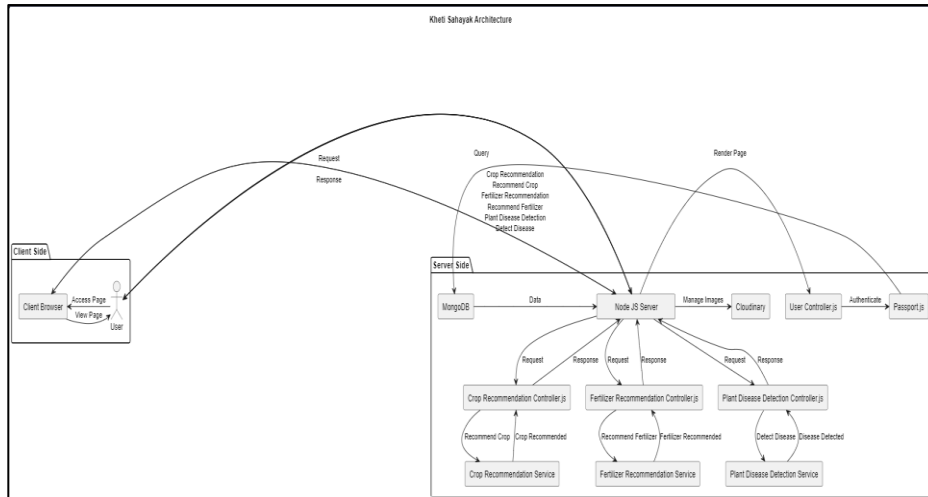 Kheti Sahayak Architecture
Request
Response
Query
Render Page
Crop Recommendation
Recommend Crop
Fertilizer Recommendation
Recommend Fertilizer
Plant Disease Detection
Detect Disease
Client Side
Client Browser
Access Page
View Page
User
Server Side
MongoDB
Data
Node JS Server
Manage Images
Cloudinary
User Controller.js
Authenticate
Passport.js
Request
Response
Request
Response
Request
Response
Crop Recommendation Controller.js
Fertilizer Recommendation Controller.js
Plant Disease Detection Controller.js
Recommend Crop
Crop Recommended
Recommend Fertilizer
Fertilizer Recommended
Detect Disease
Disease Detected
Crop Recommendation Service
Fertilizer Recommendation Service
Plant Disease Detection Service